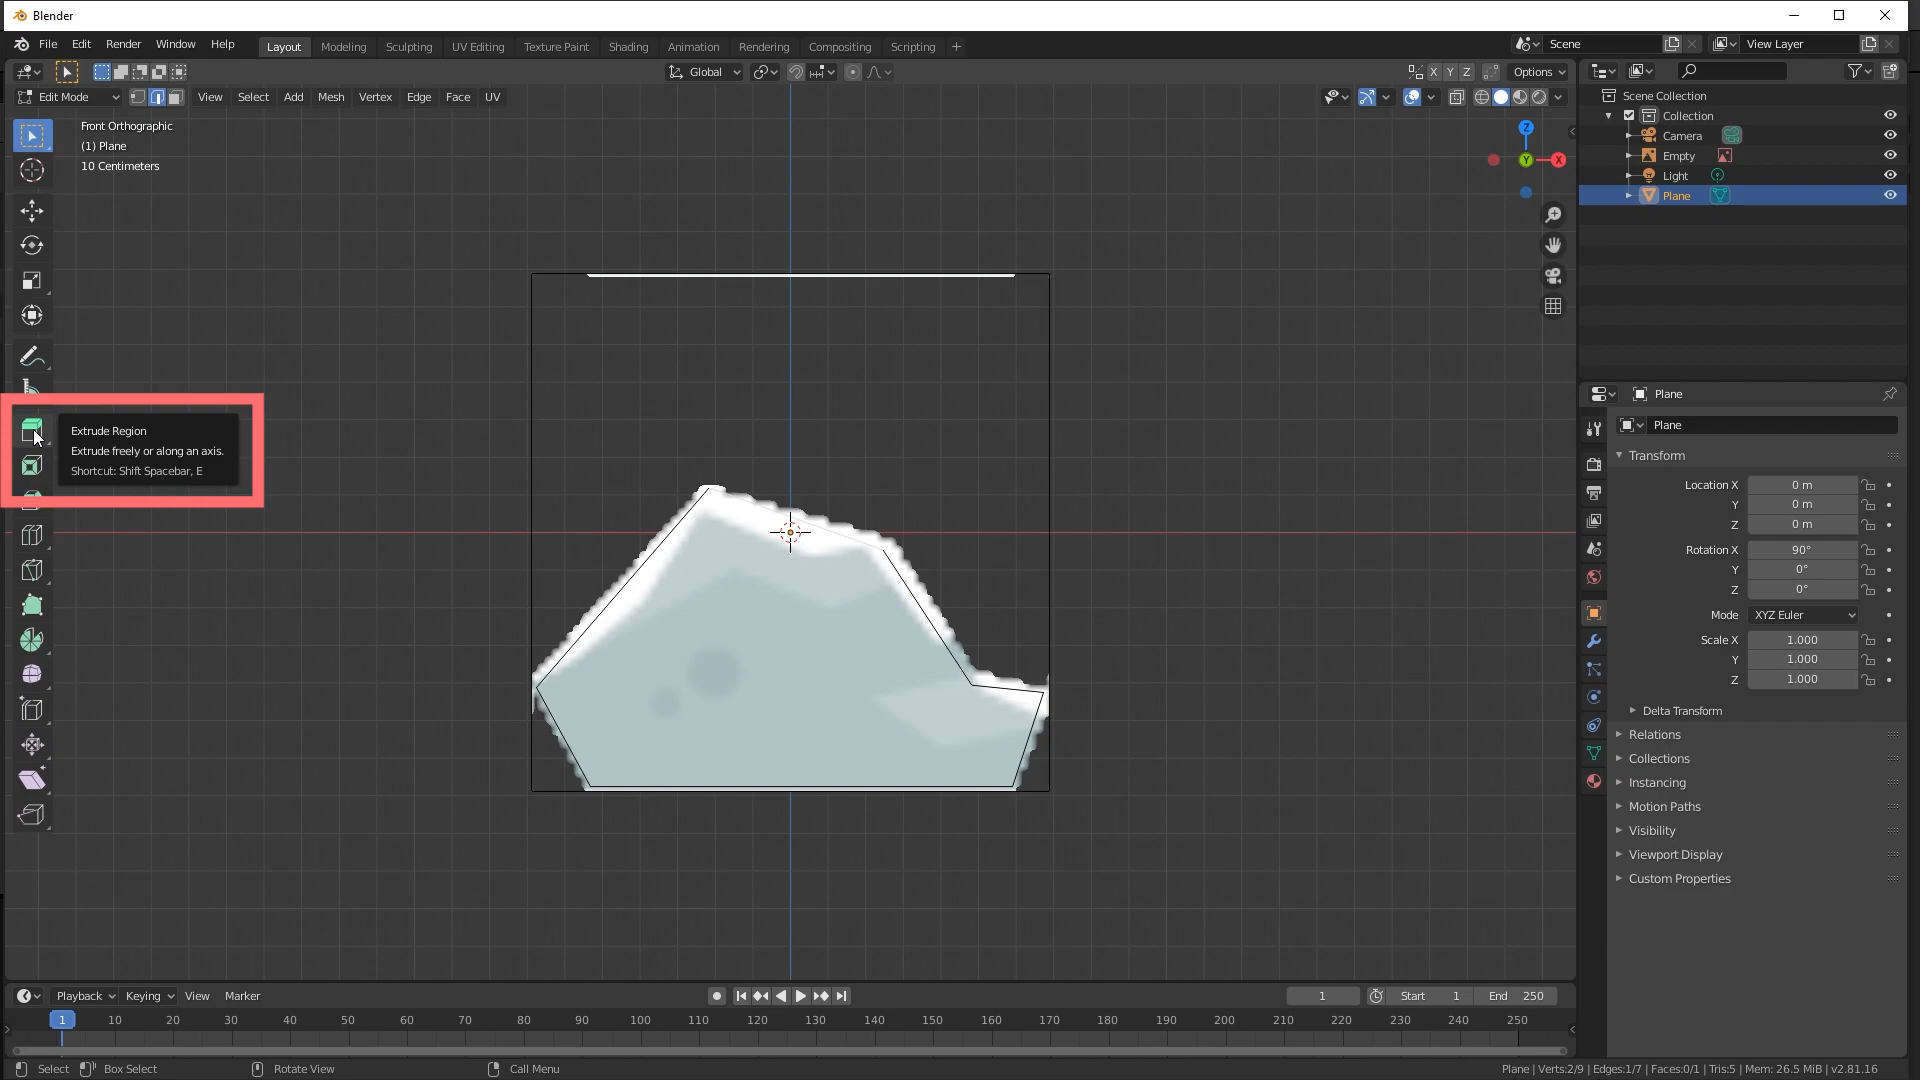 Blender
File Edit Render Window Help Layout Modeling Sculpting UV Editing Texture Paint Shading Animation Rendering Compositing Scripting + Scene View Layer
Global X Y Z Options
Edit Mode View Select Add Mesh Vertex Edge Face UV
Scene Collection
Collection
Camera
Empty
Light
Plane
Front Orthographic
(1) Plane
10 Centimeters
Z
Y X
Extrude Region
Extrude freely or along an axis.
Shortcut: Shift Spacebar, E
Plane
Plane
Transform
Location X 0 m
Y 0 m
Z 0 m
Rotation X 90°
Y 0°
Z 0°
Mode XYZ Euler
Scale X 1.000
Y 1.000
Z 1.000
Delta Transform
Relations
Collections
Instancing
Motion Paths
Visibility
Viewport Display
Custom Properties
Playback Keying View Marker 1 Start 1 End 250
1 10 20 30 40 50 60 70 80 90 100 110 120 130 140 150 160 170 180 190 200 210 220 230 240 250
Select Box Select Rotate View Call Menu Plane | Verts:2/9 | Edges:1/7 | Faces:0/1 | Tris:5 | Mem: 26.5 MiB | v2.81.16